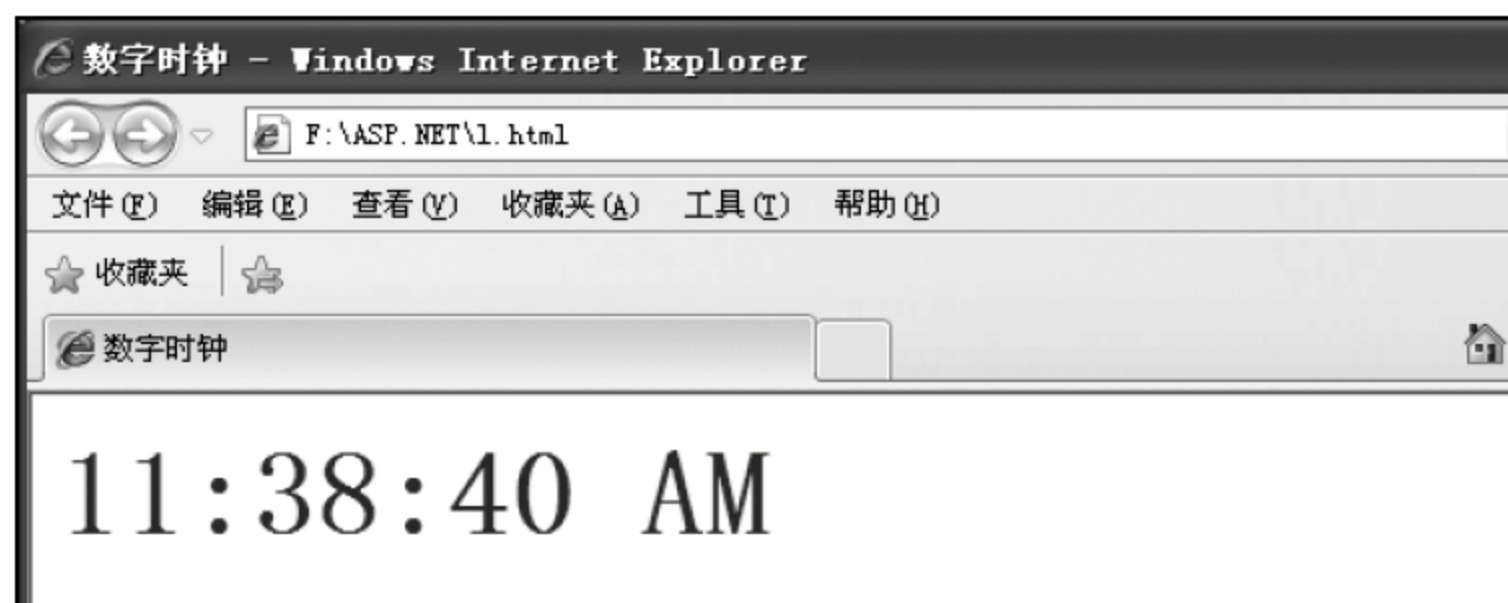 数字时钟 - Windows Internet Explorer
F:\ASP.NET\1.html
文件(F) 编辑(E) 查看(V) 收藏夹(A) 工具(T) 帮助(H)
收藏夹
数字时钟
11:38:40 AM